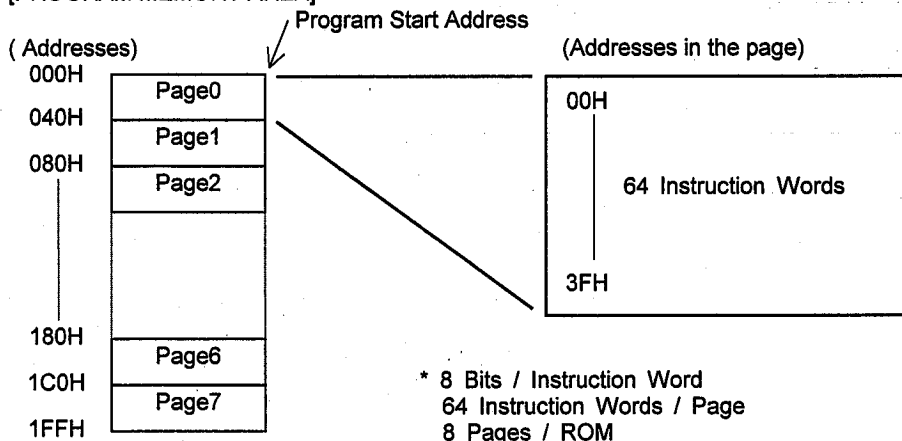 Program Start Address
( Addresses)
(Addresses in the page)
000H
Page0
00H
040H
Page1
080H
Page2
64 Instruction Words
3FH
180H
Page6
1C0H
Page7
1FFH
* 8 Bits / Instruction Word
64 Instruction Words / Page
8 Pages / ROM